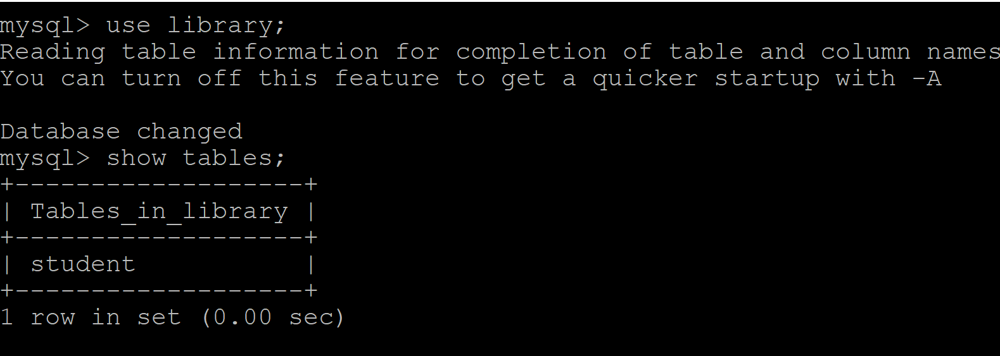 mysql> use library;
Reading table information for completion of table and column names
You can turn off this feature to get a quicker startup with -A
Database changed
mysql> show tables;
+-------------------+
| Tables_in_library |
+-------------------+
| student           |
+-------------------+
1 row in set (0.00 sec)